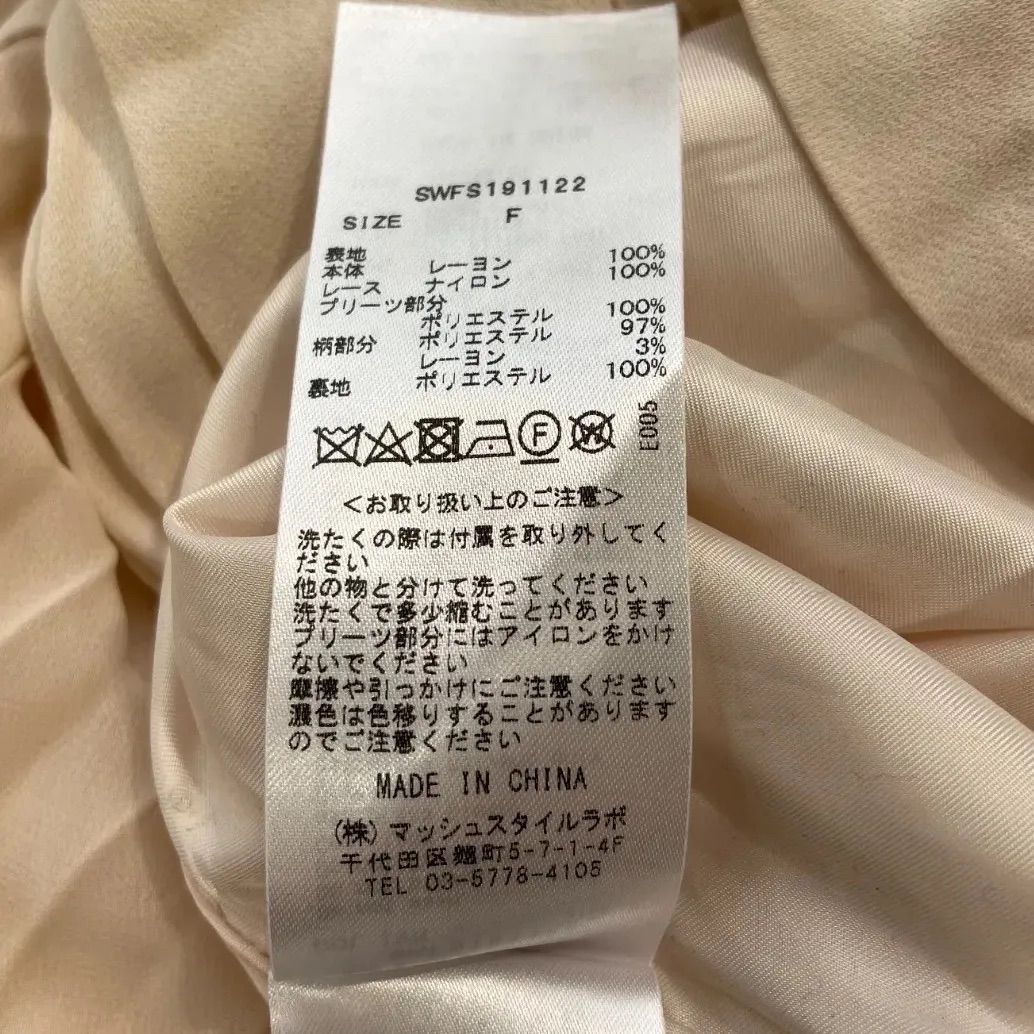 SWFS191122
SIZE F
表地
本体 レーヨン 100%
レース ナイロン 100%
プリーツ部分
ポリエステル 100%
柄部分 ポリエステル 97%
レーヨン 3%
裏地 ポリエステル 100%
F W
E005
<お取り扱い上のご注意>
洗たくの際は付属を取り外してく
ださい
他の物と分けて洗ってください
洗たくで多少縮むことがあります
プリーツ部分にはアイロンをかけ
ないでください
摩擦や引っかけにご注意ください
濃色は色移りすることがあります
のでご注意ください
MADE IN CHINA
(株)マッシュスタイルラボ
千代田区麹町5-7-1-4F
TEL 03-5778-4105